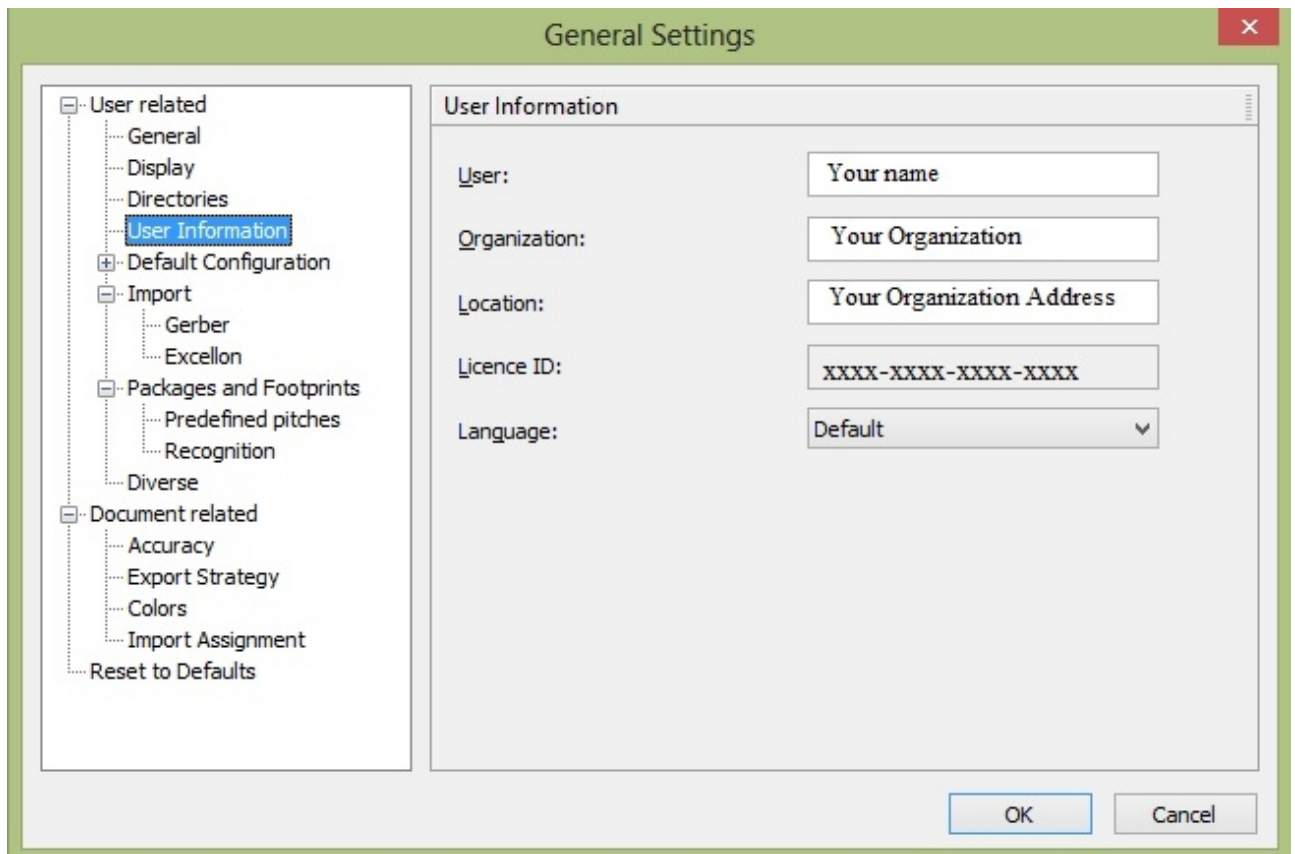 General Settings
User related
General
Display
Directories
User Information
Default Configuration
Import
Gerber
Excellon
Packages and Footprints
Predefined pitches
Recognition
Diverse
Document related
Accuracy
Export Strategy
Colors
Import Assignment
Reset to Defaults
User Information
User: Your name
Organization: Your Organization
Location: Your Organization Address
Licence ID: xxxx-xxxx-xxxx-xxxx
Language: Default
OK Cancel